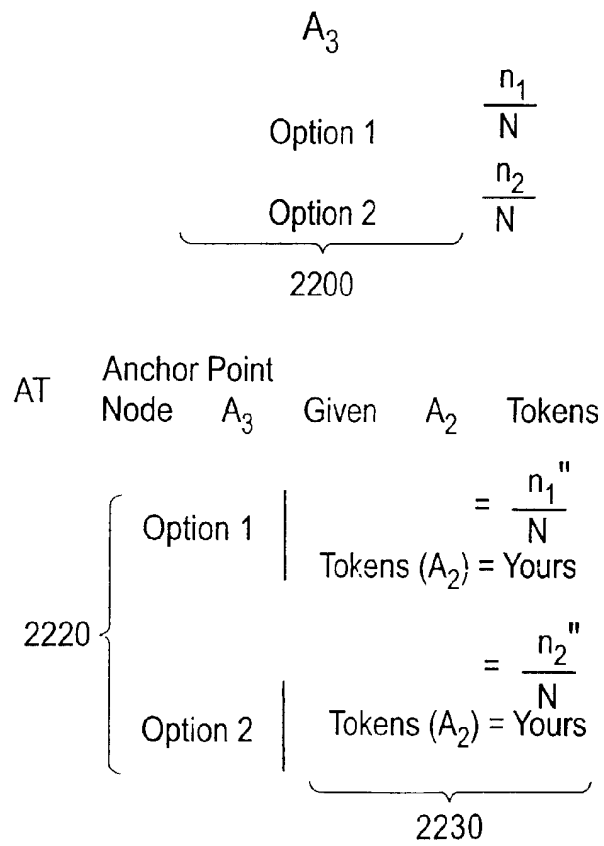 A₃
Option 1 n₁/N
Option 2 n₂/N
2200
AT Anchor Point
Node A₃ Given A₂ Tokens
Option 1 | = n₁"/N
Tokens (A₂) = Yours
2220
= n₂"/N
Option 2 | Tokens (A₂) = Yours
2230